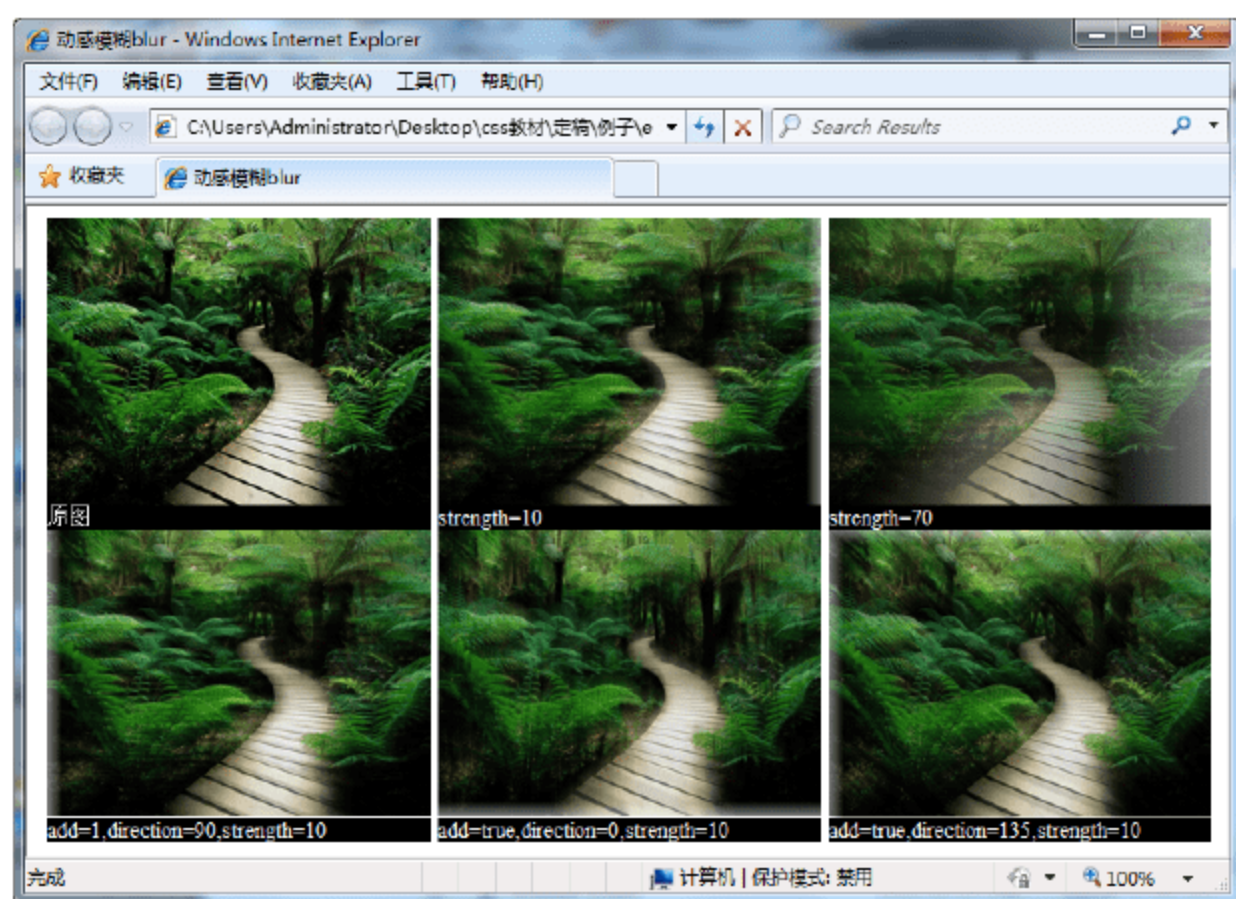 动感模糊blur - Windows Internet Explorer
文件(F) 编辑(E) 查看(V) 收藏夹(A) 工具(T) 帮助(H)
C:\Users\Administrator\Desktop\css教材\定稿\例子\e
Search Results
收藏夹 动感模糊blur
原图 strength=10 strength=70
add=1,direction=90,strength=10 add=true,direction=0,strength=10 add=true,direction=135,strength=10
完成 计算机 | 保护模式: 禁用 100%